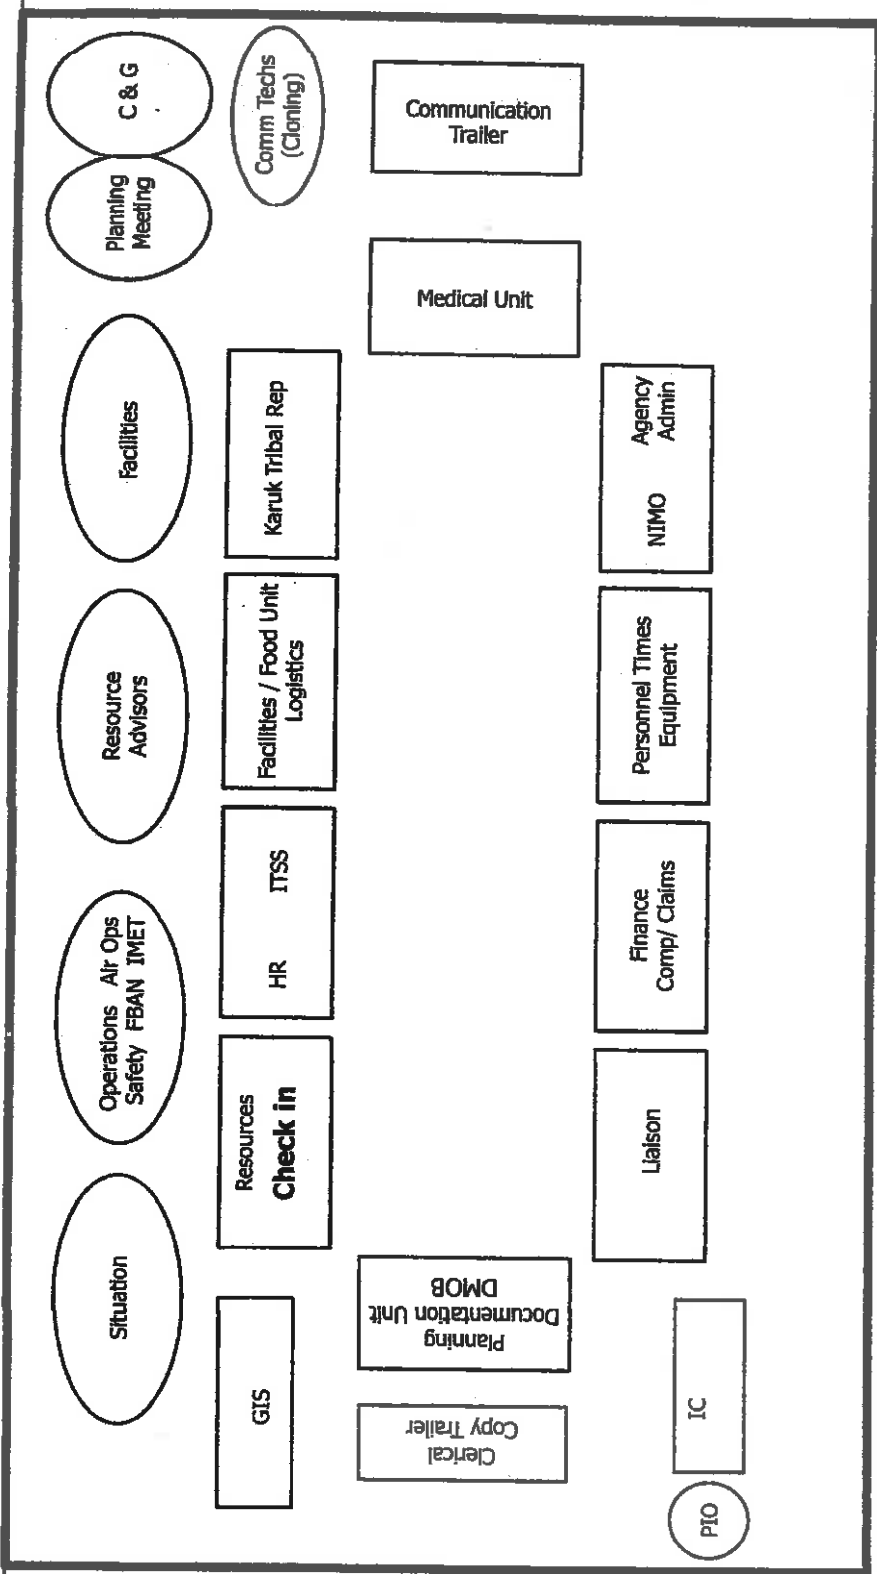 C & G
Planning
Meeting
Comm Techs
(Cloning)
Communication
Trailer
Medical Unit
Facilities
Karuk Tribal Rep
Agency
Admin
NIMO
Resource
Advisors
Facilities / Food Unit
Logistics
Personnel Times
Equipment
Operations Air Ops
Safety FBAN IMET
HR ITSS
Finance
Comp/ Claims
Resources
Check in
Liaison
Situation
GIS
Planning
Documentation Unit
DMOB
Clerical
Copy Trailer
IC
PIO